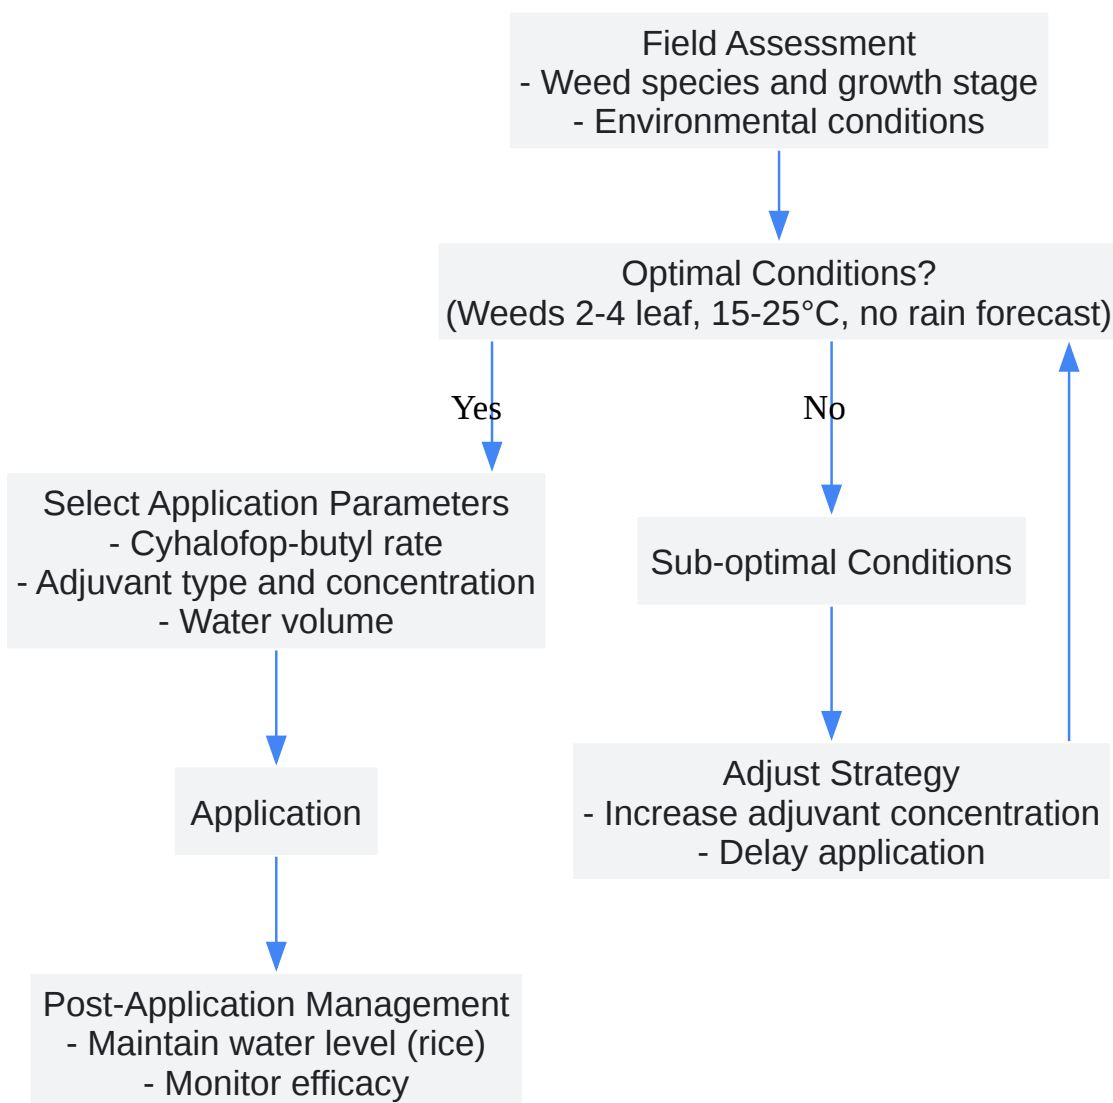 Field Assessment
- Weed species and growth stage
- Environmental conditions
Optimal Conditions?
(Weeds 2-4 leaf, 15-25°C, no rain forecast)
Yes
No
Select Application Parameters
- Cyhalofop-butyl rate
- Adjuvant type and concentration
- Water volume
Sub-optimal Conditions
Adjust Strategy
- Increase adjuvant concentration
- Delay application
Application
Post-Application Management
- Maintain water level (rice)
- Monitor efficacy